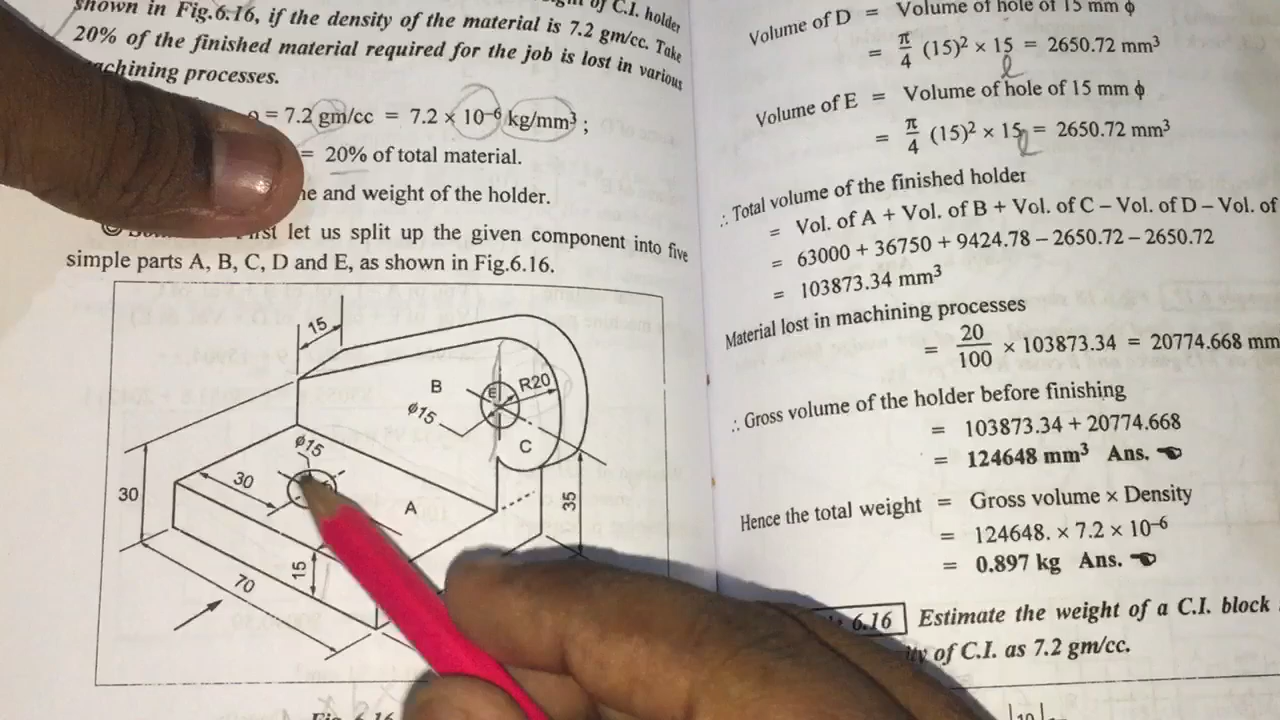 of C.I. holder
shown in Fig.6.16, if the density of the material is 7.2 gm/cc. Take
20% of the finished material required for the job is lost in various
machining processes.
= 7.2 gm/cc = 7.2 × 10⁻⁶ kg/mm³ ;
= 20% of total material.
and weight of the holder.
let us split up the given component into five
simple parts A, B, C, D and E, as shown in Fig.6.16.
15
B
E
R20
ϕ15
C
ϕ15
30
30
A
35
15
70
Volume of D = Volume of hole of 15 mm ϕ
= π/4 (15)² × 15 = 2650.72 mm³
l
Volume of E = Volume of hole of 15 mm ϕ
= π/4 (15)² × 15 = 2650.72 mm³
l
∴ Total volume of the finished holder
= Vol. of A + Vol. of B + Vol. of C – Vol. of D – Vol. of
= 63000 + 36750 + 9424.78 – 2650.72 – 2650.72
= 103873.34 mm³
Material lost in machining processes
= 20/100 × 103873.34 = 20774.668 mm
∴ Gross volume of the holder before finishing
= 103873.34 + 20774.668
= 124648 mm³ Ans.
Hence the total weight = Gross volume × Density
= 124648. × 7.2 × 10⁻⁶
= 0.897 kg Ans.
6.16 Estimate the weight of a C.I. block
of C.I. as 7.2 gm/cc.